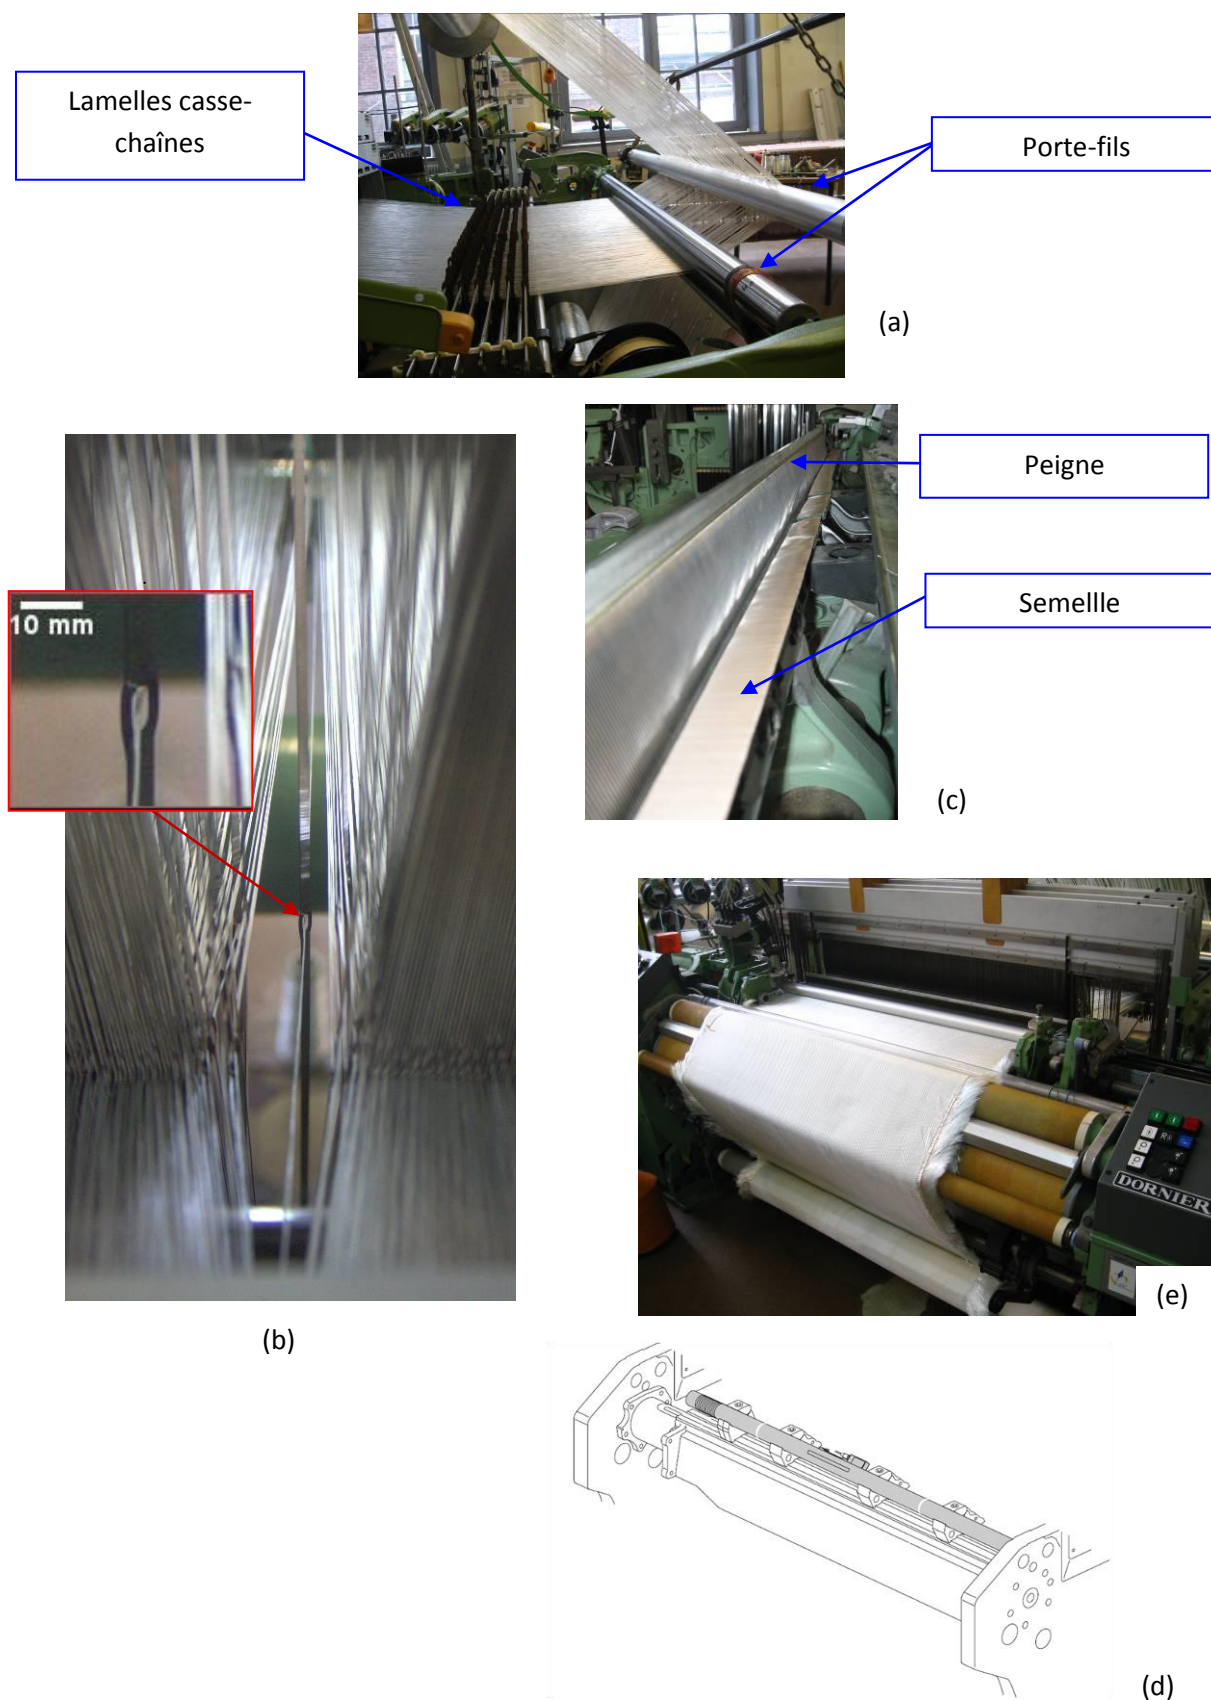 Lamelles casse-
chaînes
Porte-fils
(a)
Peigne
10 mm
Semellle
(c)
DORNIER
(e)
(b)
(d)